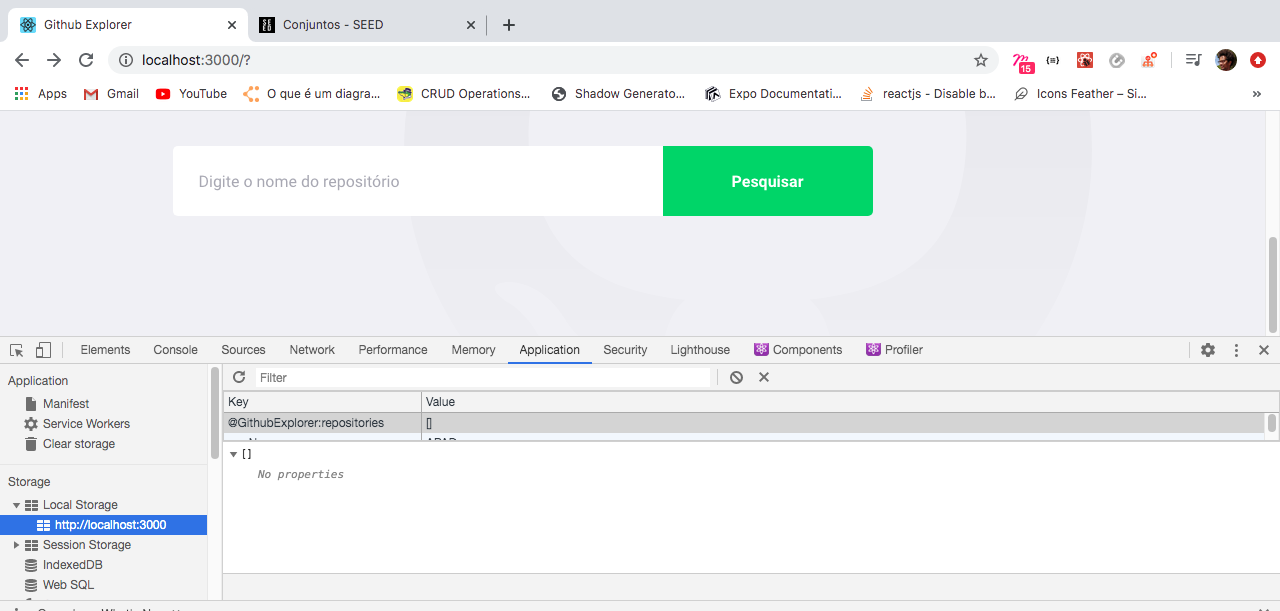 Github Explorer
Conjuntos - SEED
localhost:3000/?
15
Apps
Gmail
YouTube
O que é um diagra...
CRUD Operations...
Shadow Generato...
Expo Documentati...
reactjs - Disable b...
Icons Feather – Si...
Digite o nome do repositório
Pesquisar
Elements Console Sources Network Performance Memory Application Security Lighthouse Components Profiler
Application
Manifest
Service Workers
Clear storage
Storage
Local Storage
http://localhost:3000
Session Storage
IndexedDB
Web SQL
Filter
Key Value
@GithubExplorer:repositories []
[]
No properties